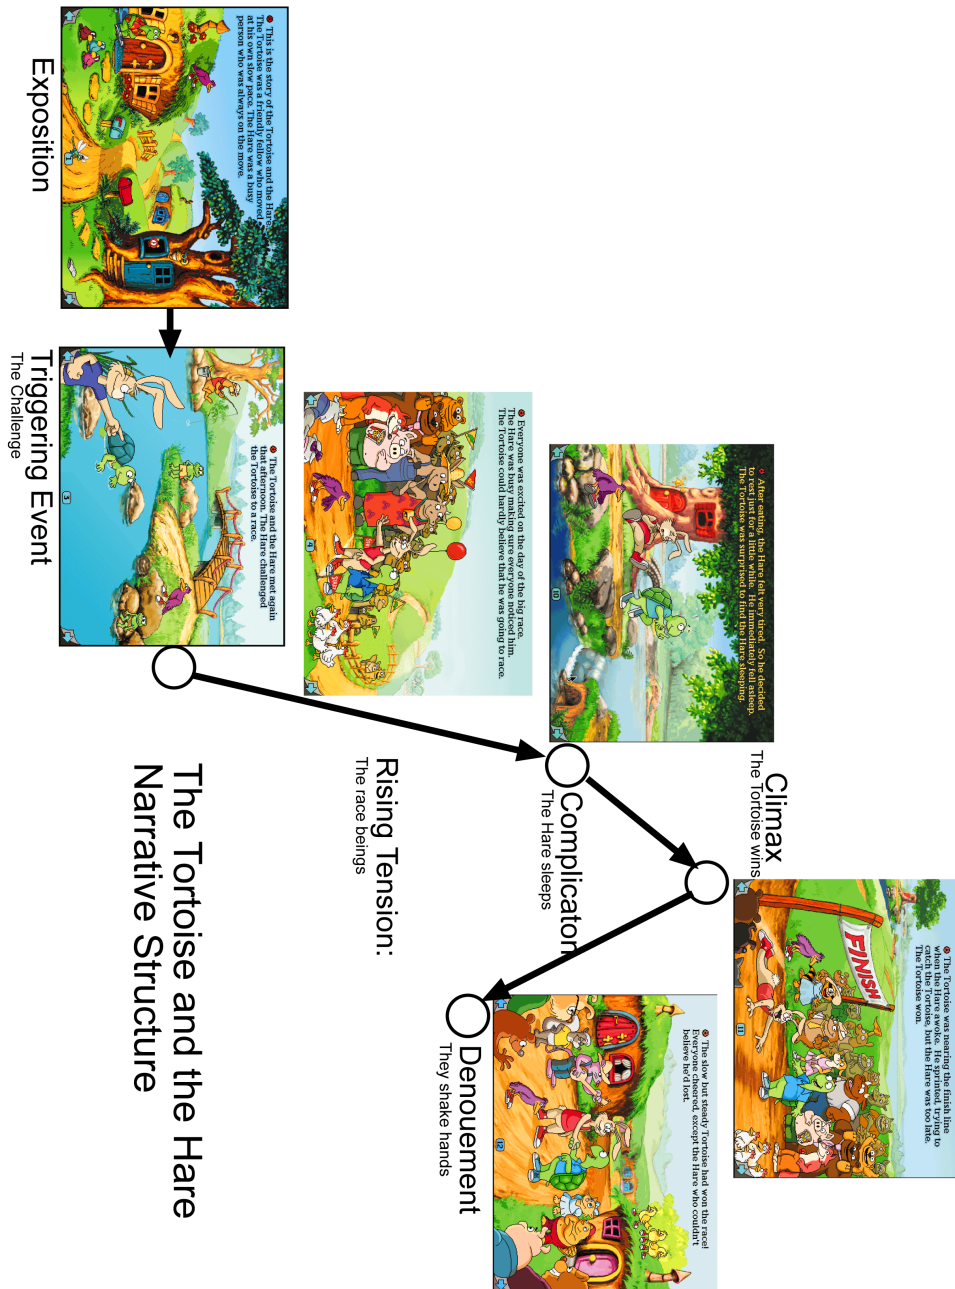 This is the story of the Tortoise and the Hare.
The Tortoise was a friendly fellow who moved
at his own slow pace. The Hare was a busy
person who was always on the move.
3
Exposition
The Tortoise and the Hare met again
that afternoon. The Hare challenged
the Tortoise to a race.
5
Triggering Event
The Challenge
Everyone was excited on the day of the big race.
The Hare was busy making sure everyone noticed him.
The Tortoise could hardly believe that he was going to race.
Rising Tension:
The race beings
After eating, the Hare felt very tired. So he decided
to rest just for a little while. He immediately fell asleep.
The Tortoise was surprised to find the Hare sleeping.
10
Complicaton
The Hare sleeps
Climax
The Tortoise wins
The Tortoise was nearing the finish line
when the Hare awoke. He sprinted, trying to
catch the Tortoise, but the Hare was too late.
The Tortoise won.
FINISH
11
The slow but steady Tortoise had won the race!
Everyone cheered, except the Hare who couldn't
believe he'd lost.
12
Denouement
They shake hands
The Tortoise and the Hare
Narrative Structure